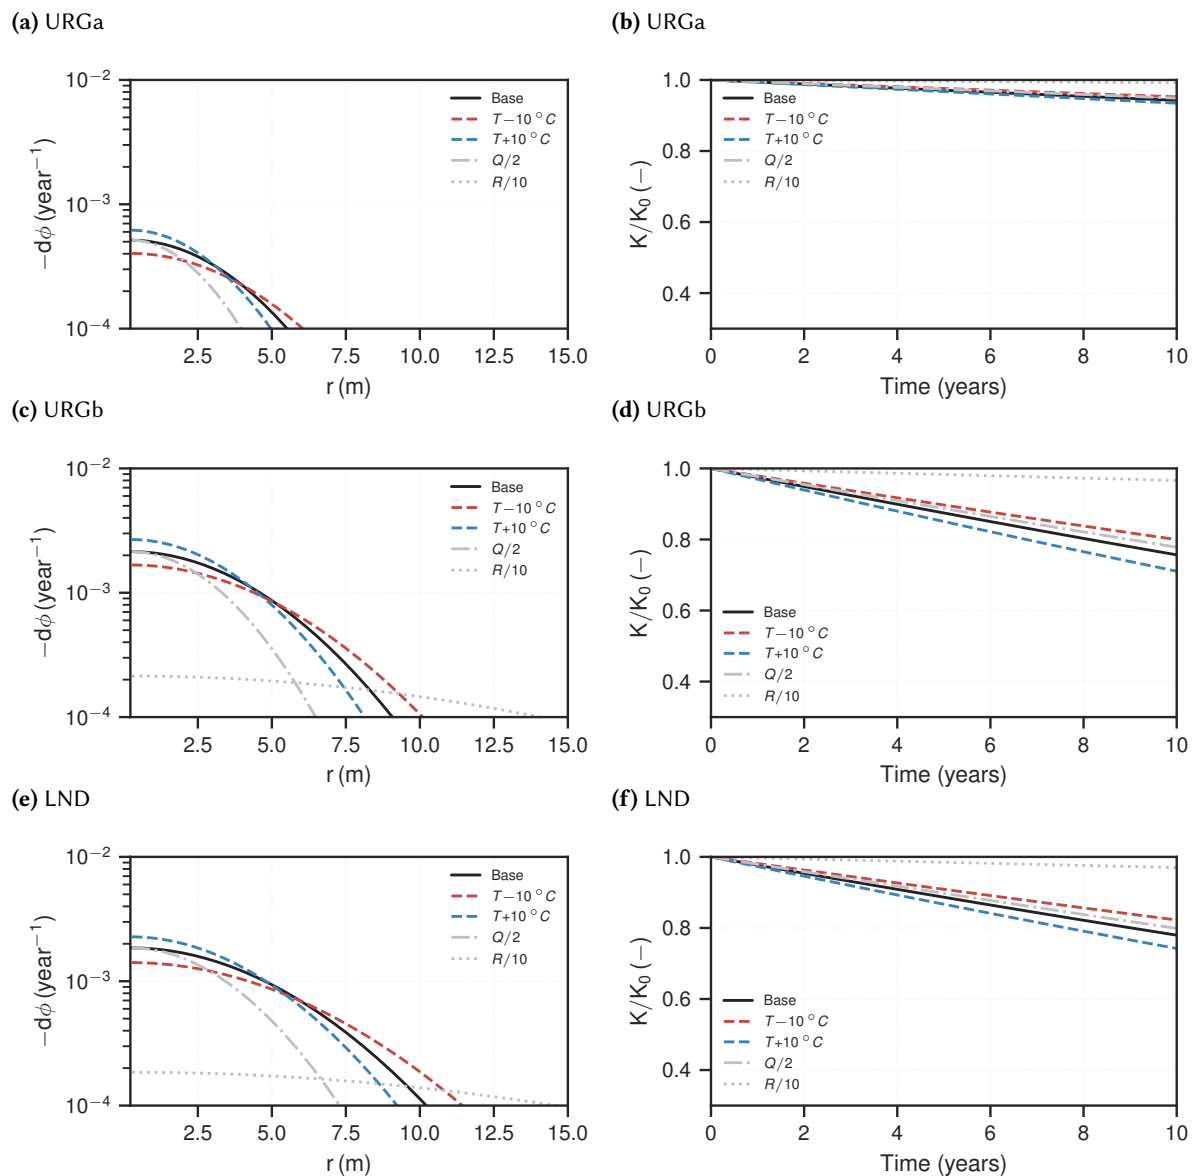 (a) URGa
10⁻²
10⁻³
10⁻⁴
−dϕ (year⁻¹)
Base
T−10 °C
T+10 °C
Q/2
R/10
2.5 5.0 7.5 10.0 12.5 15.0
r (m)
(b) URGa
1.0
0.8
0.6
0.4
K/K₀ (−)
Base
T−10 °C
T+10 °C
Q/2
R/10
0 2 4 6 8 10
Time (years)
(c) URGb
10⁻²
10⁻³
10⁻⁴
−dϕ (year⁻¹)
Base
T−10 °C
T+10 °C
Q/2
R/10
2.5 5.0 7.5 10.0 12.5 15.0
r (m)
(d) URGb
1.0
0.8
0.6
0.4
K/K₀ (−)
Base
T−10 °C
T+10 °C
Q/2
R/10
0 2 4 6 8 10
Time (years)
(e) LND
10⁻²
10⁻³
10⁻⁴
−dϕ (year⁻¹)
Base
T−10 °C
T+10 °C
Q/2
R/10
2.5 5.0 7.5 10.0 12.5 15.0
r (m)
(f) LND
1.0
0.8
0.6
0.4
K/K₀ (−)
Base
T−10 °C
T+10 °C
Q/2
R/10
0 2 4 6 8 10
Time (years)